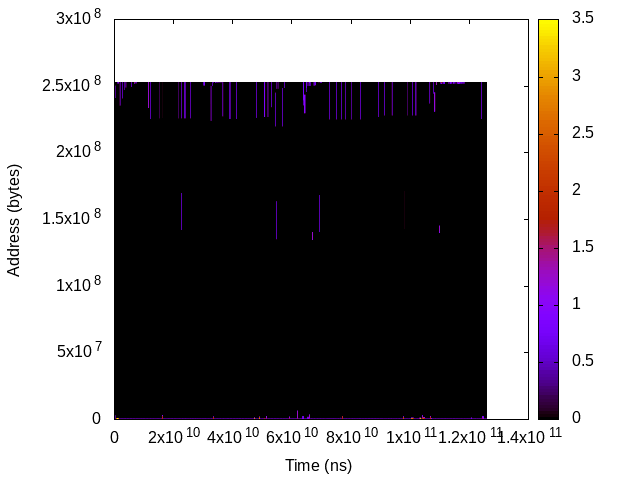 3x10^8
2.5x10^8
2x10^8
1.5x10^8
1x10^8
5x10^7
0
Address (bytes)
0 2x10^10 4x10^10 6x10^10 8x10^10 1x10^11 1.2x10^11 1.4x10^11
Time (ns)
3.5
3
2.5
2
1.5
1
0.5
0